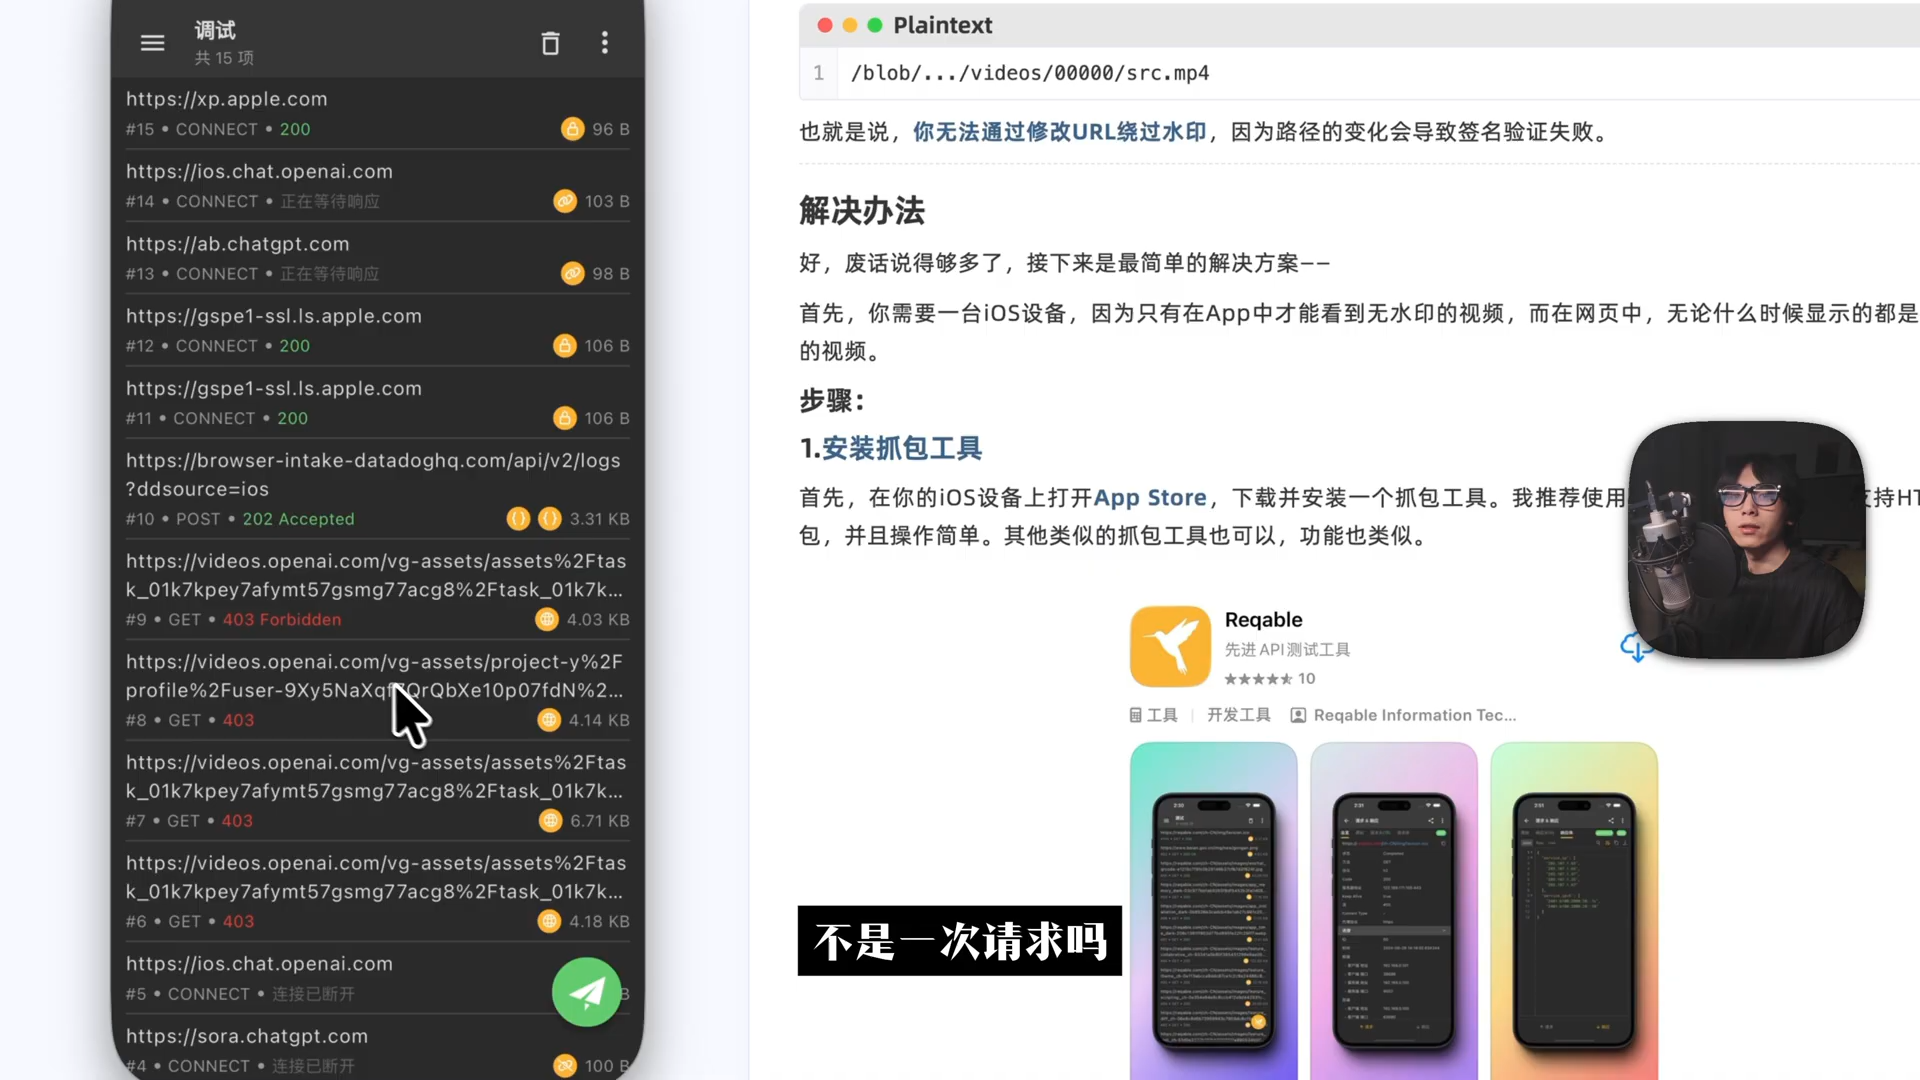 调试
共 15 项
https://xp.apple.com
#15 • CONNECT • 200
96 B
https://ios.chat.openai.com
#14 • CONNECT • 正在等待响应
103 B
https://ab.chatgpt.com
#13 • CONNECT • 正在等待响应
98 B
https://gspe1-ssl.ls.apple.com
#12 • CONNECT • 200
106 B
https://gspe1-ssl.ls.apple.com
#11 • CONNECT • 200
106 B
https://browser-intake-datadoghq.com/api/v2/logs
?ddsource=ios
#10 • POST • 202 Accepted
3.31 KB
https://videos.openai.com/vg-assets/assets%2Ftas
k_01k7kpey7afymt57gsmg77acg8%2Ftask_01k7k...
#9 • GET • 403 Forbidden
4.03 KB
https://videos.openai.com/vg-assets/project-y%2F
#8 • GET • 403
4.14 KB
https://videos.openai.com/vg-assets/assets%2Ftas
k_01k7kpey7afymt57gsmg77acg8%2Ftask_01k7k...
#7 • GET • 403
6.71 KB
https://videos.openai.com/vg-assets/assets%2Ftas
k_01k7kpey7afymt57gsmg77acg8%2Ftask_01k7k...
#6 • GET • 403
4.18 KB
https://ios.chat.openai.com
#5 • CONNECT • 连接已断开
B
https://sora.chatgpt.com
#4 • CONNECT • 连接已断开
100 B
Plaintext
1 /blob/.../videos/00000/src.mp4
也就是说，你无法通过修改URL绕过水印，因为路径的变化会导致签名验证失败。
解决办法
好，废话说得够多了，接下来是最简单的解决方案——
首先，你需要一台iOS设备，因为只有在App中才能看到无水印的视频，而在网页中，无论什么时候显示的都是
的视频。
步骤：
1.安装抓包工具
首先，在你的iOS设备上打开App Store，下载并安装一个抓包工具。我推荐使用 支持HT
包，并且操作简单。其他类似的抓包工具也可以，功能也类似。
Reqable
先进API测试工具
10
工具 开发工具 Reqable Information Tec...
不是一次请求吗